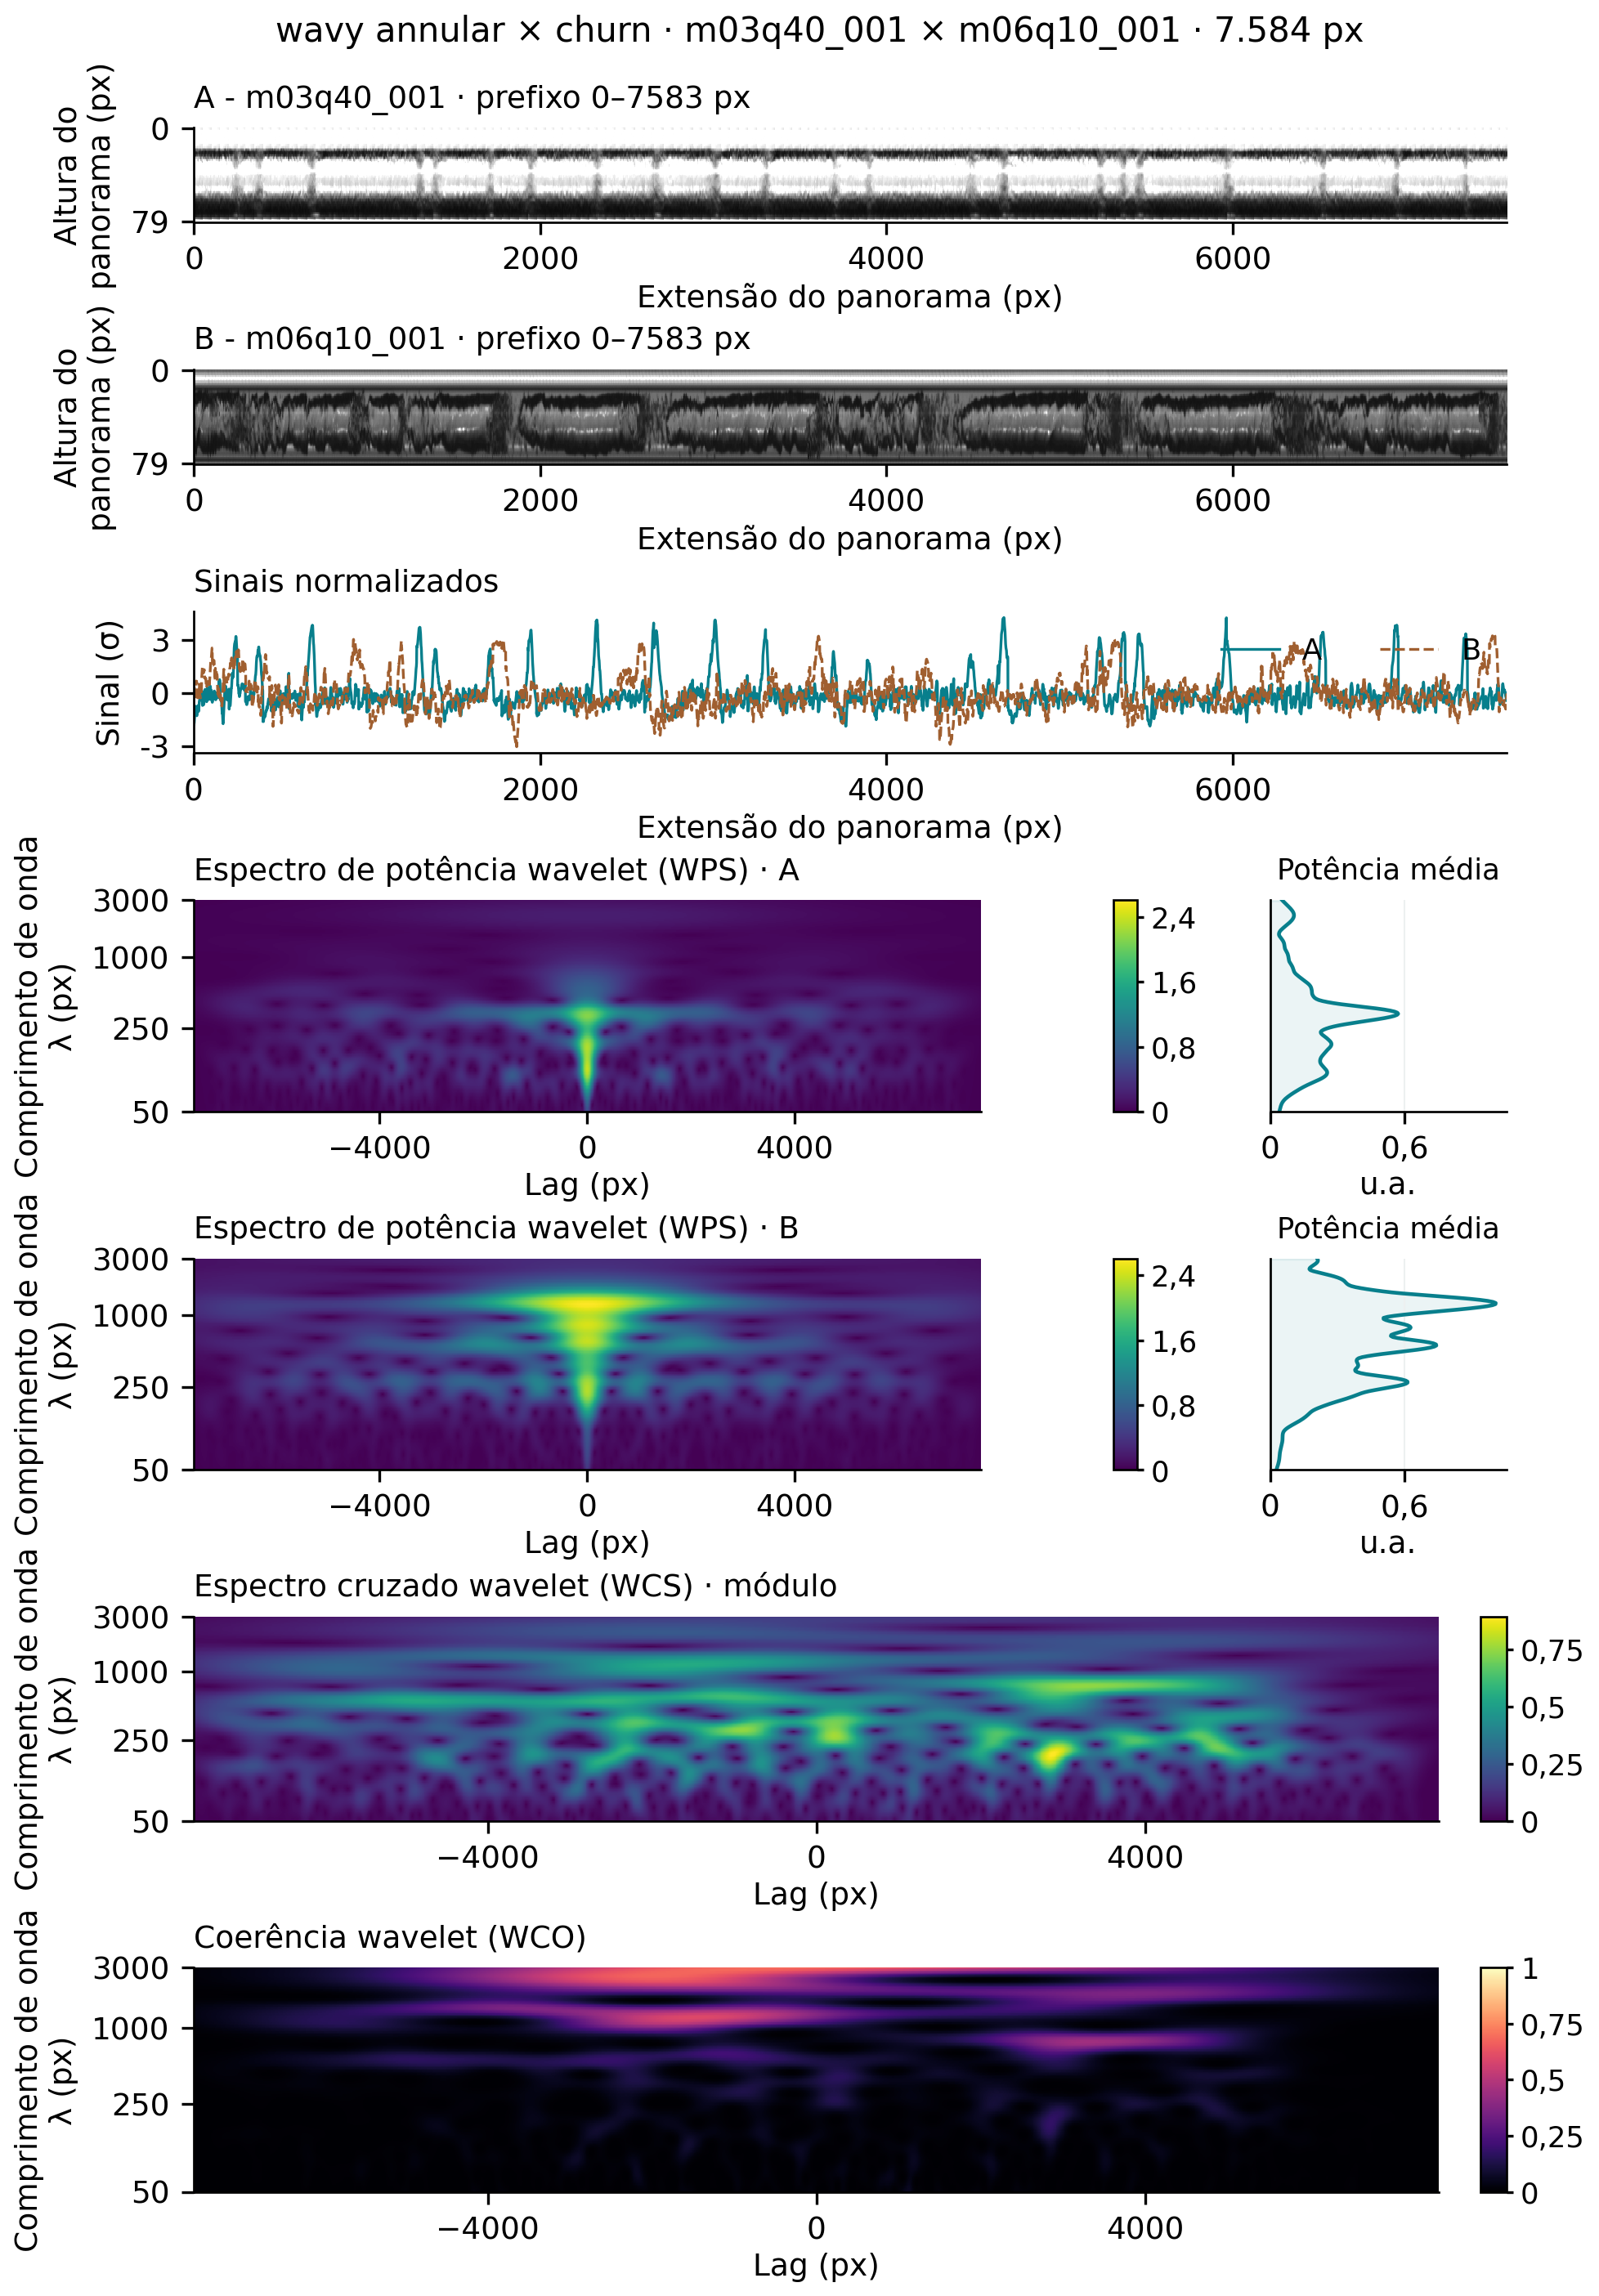 wavy annular × churn · m03q40_001 × m06q10_001 · 7.584 px
A - m03q40_001 · prefixo 0–7583 px
Altura do
panorama (px)
0
79
0 2000 4000 6000
Extensão do panorama (px)
B - m06q10_001 · prefixo 0–7583 px
Altura do
panorama (px)
0
79
0 2000 4000 6000
Extensão do panorama (px)
Sinais normalizados
Sinal (σ)
3
0
-3
A B
0 2000 4000 6000
Extensão do panorama (px)
Espectro de potência wavelet (WPS) · A
Comprimento de onda
λ (px)
3000
1000
250
50
−4000 0 4000
Lag (px)
2,4
1,6
0,8
0
Potência média
0 0,6
u.a.
Espectro de potência wavelet (WPS) · B
Comprimento de onda
λ (px)
3000
1000
250
50
−4000 0 4000
Lag (px)
2,4
1,6
0,8
0
Potência média
0 0,6
u.a.
Espectro cruzado wavelet (WCS) · módulo
Comprimento de onda
λ (px)
3000
1000
250
50
−4000 0 4000
Lag (px)
0,75
0,5
0,25
0
Coerência wavelet (WCO)
Comprimento de onda
λ (px)
3000
1000
250
50
−4000 0 4000
Lag (px)
1
0,75
0,5
0,25
0